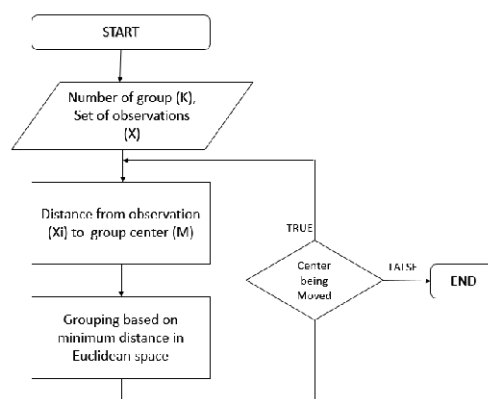 START
Number of group (K),
Set of observations
(X)
Distance from observation
(Xi) to group center (M)
Grouping based on
minimum distance in
Euclidean space
TRUE
Center
being
Moved
FALSE
END